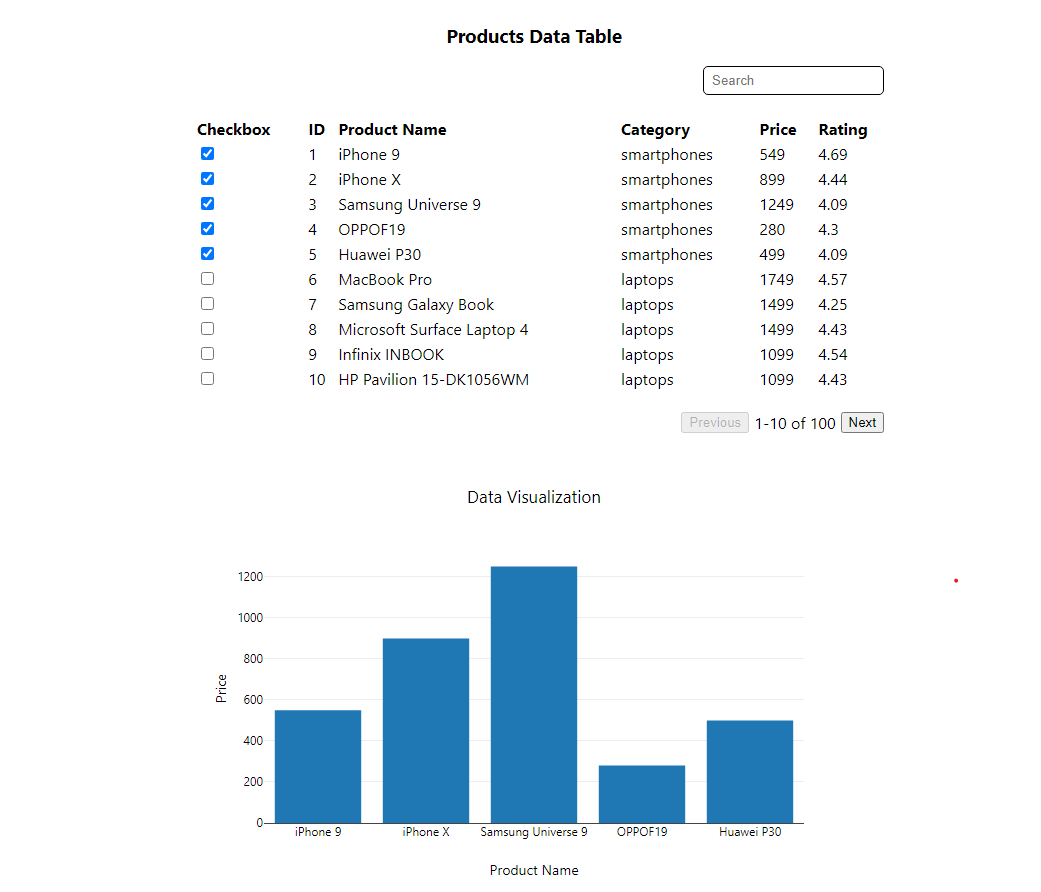 Products Data Table
Search
Checkbox ID Product Name Category Price Rating
1 iPhone 9 smartphones 549 4.69
2 iPhone X smartphones 899 4.44
3 Samsung Universe 9 smartphones 1249 4.09
4 OPPOF19 smartphones 280 4.3
5 Huawei P30 smartphones 499 4.09
6 MacBook Pro laptops 1749 4.57
7 Samsung Galaxy Book laptops 1499 4.25
8 Microsoft Surface Laptop 4 laptops 1499 4.43
9 Infinix INBOOK laptops 1099 4.54
10 HP Pavilion 15-DK1056WM laptops 1099 4.43
Previous 1-10 of 100 Next
Data Visualization
1200
1000
800
600
400
200
0
Price
iPhone 9 iPhone X Samsung Universe 9 OPPOF19 Huawei P30
Product Name